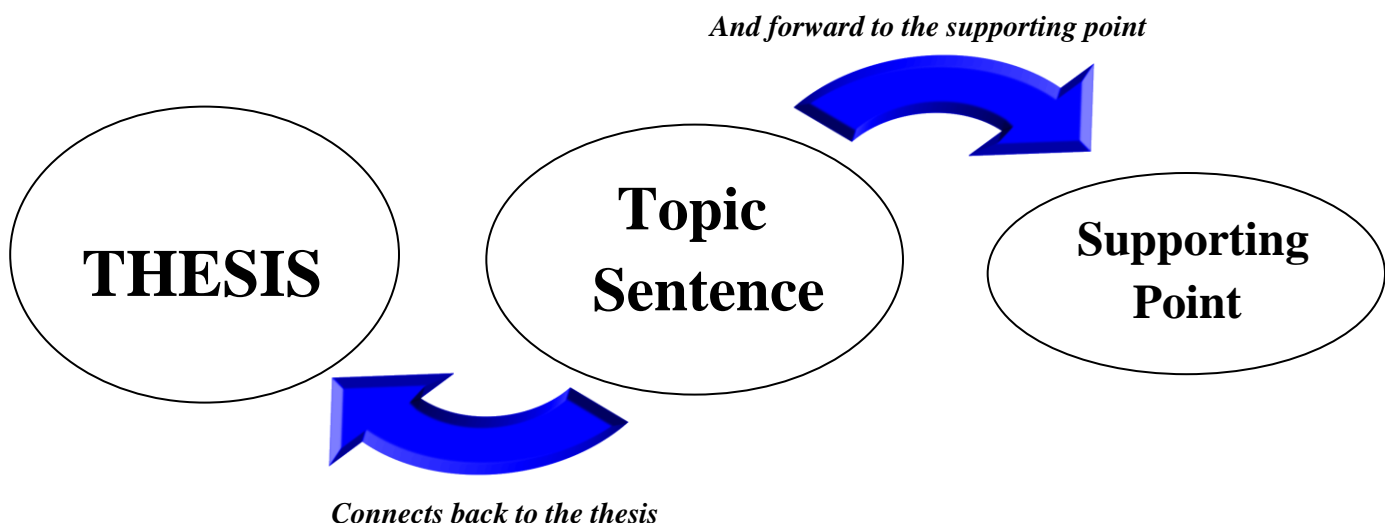 And forward to the supporting point
THESIS
Topic
Sentence
Supporting
Point
Connects back to the thesis